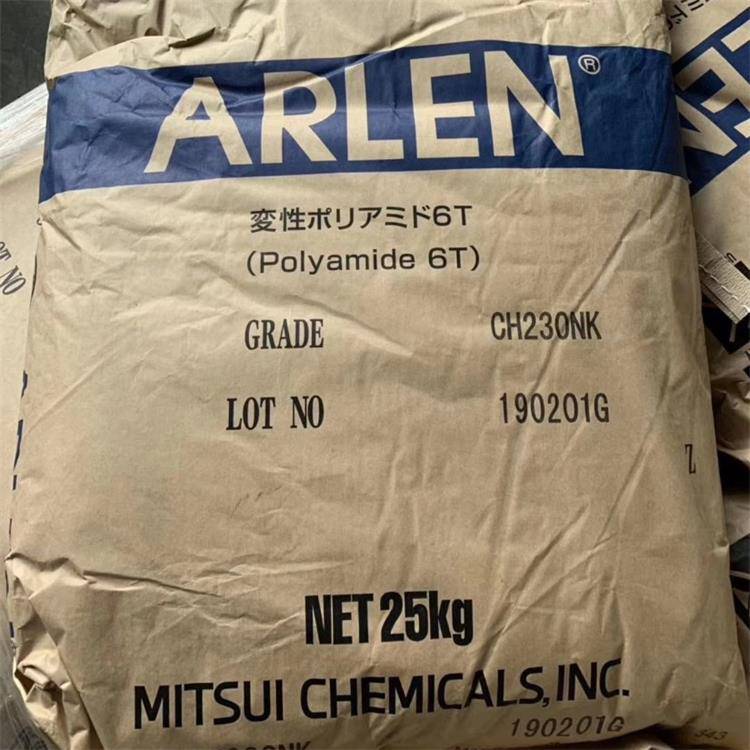 ARLEN®
変性ポリアミド6T
(Polyamide 6T)
GRADE CH230NK
LOT NO 190201G
Z
NET 25kg
MITSUI CHEMICALS, INC.
190201G